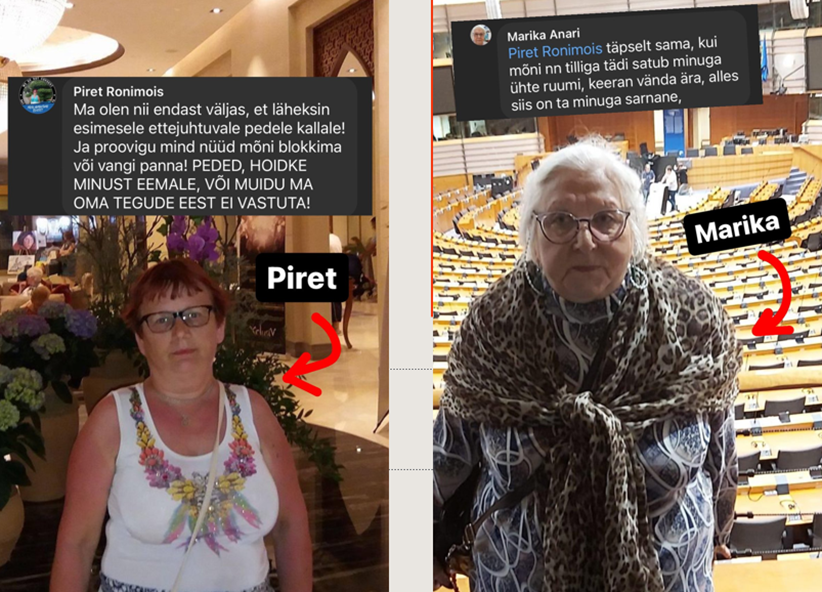 Piret Ronimois
Ma olen nii endast väljas, et läheksin
esimesele ettejuhtuvale pedele kallale!
Ja proovigu mind nüüd mõni blokkima
või vangi panna! PEDED, HOIDKE
MINUST EEMALE, VÕI MUIDU MA
OMA TEGUDE EEST EI VASTUTA!
Piret
Marika Anari
Piret Ronimois täpselt sama, kui
mõni nn tilliga tädi satub minuga
ühte ruumi, keeran vända ära, alles
siis on ta minuga sarnane,
Marika